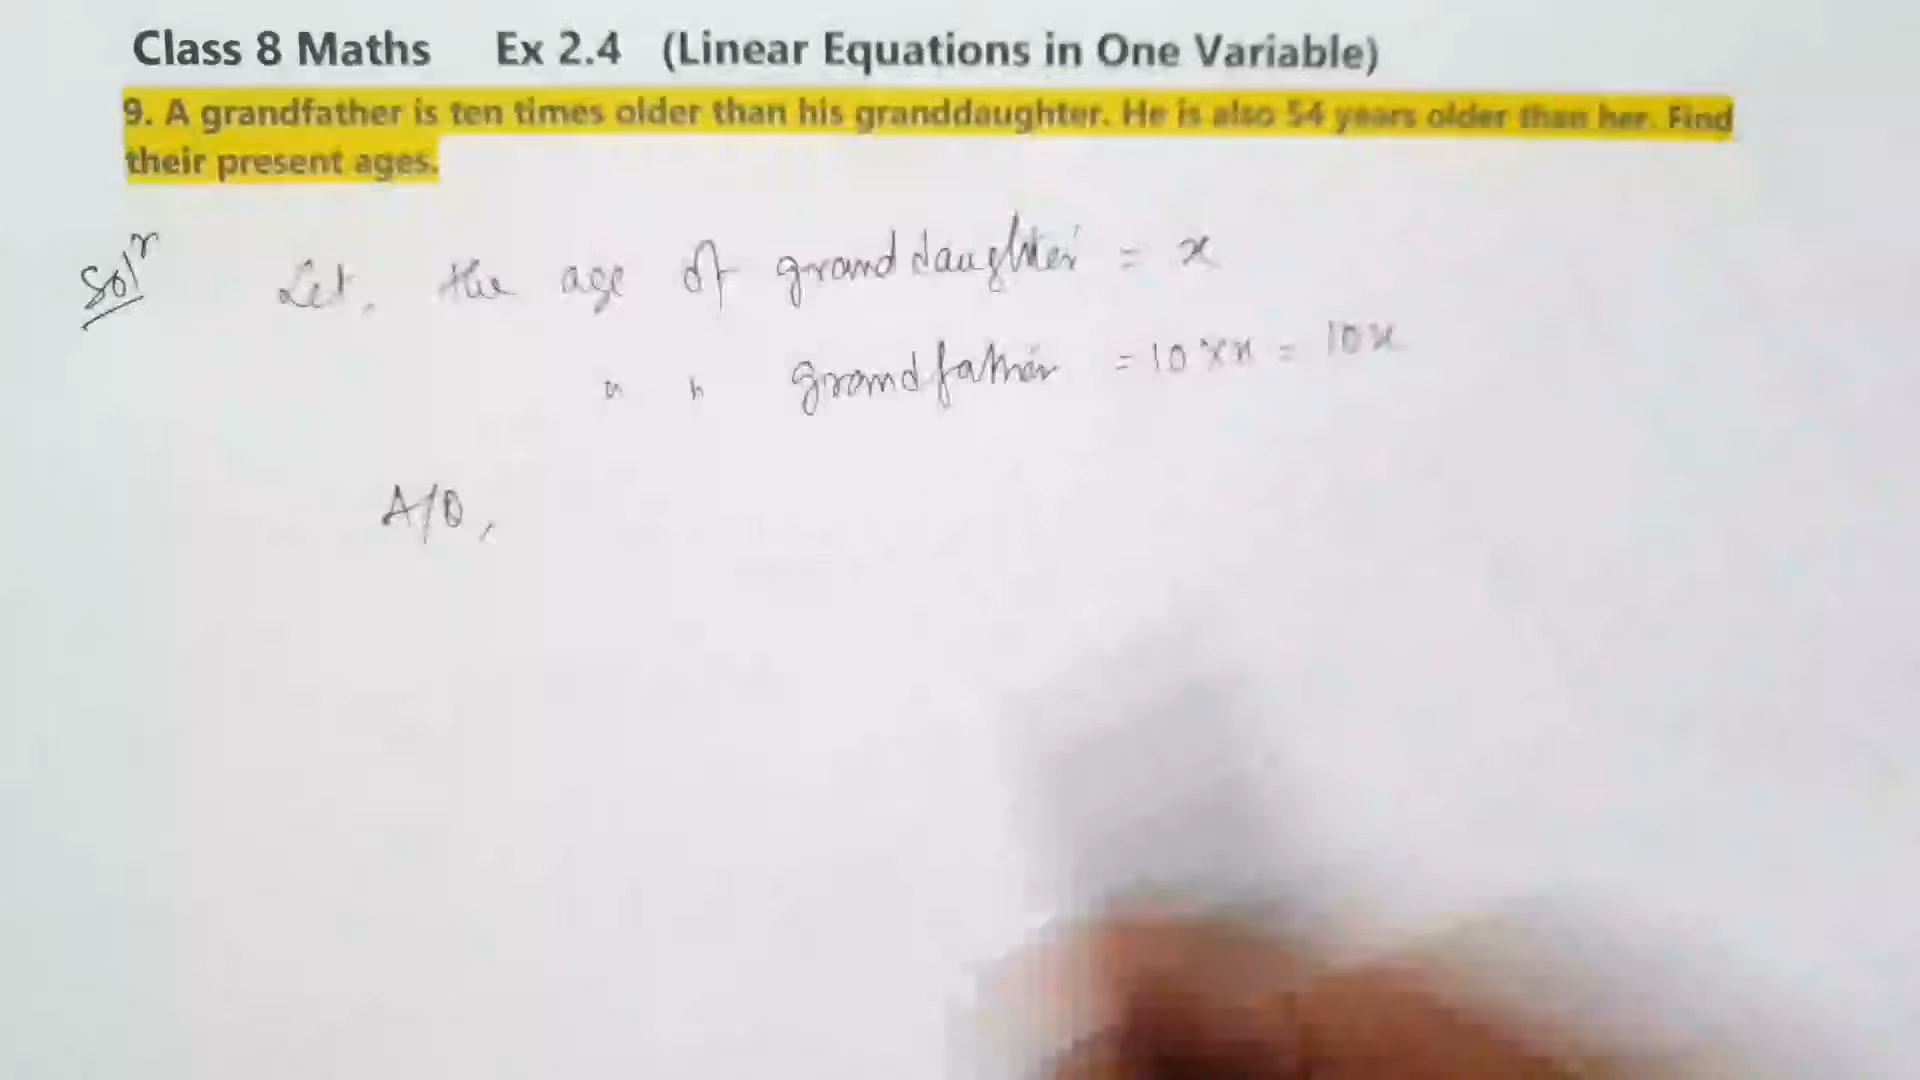 Class 8 Maths Ex 2.4 (Linear Equations in One Variable)
9. A grandfather is ten times older than his granddaughter. He is also 54 years older than her. Find
their present ages.
Solⁿ Let, the age of granddaughter = x
" " grandfather = 10 × x = 10x
A/Q,